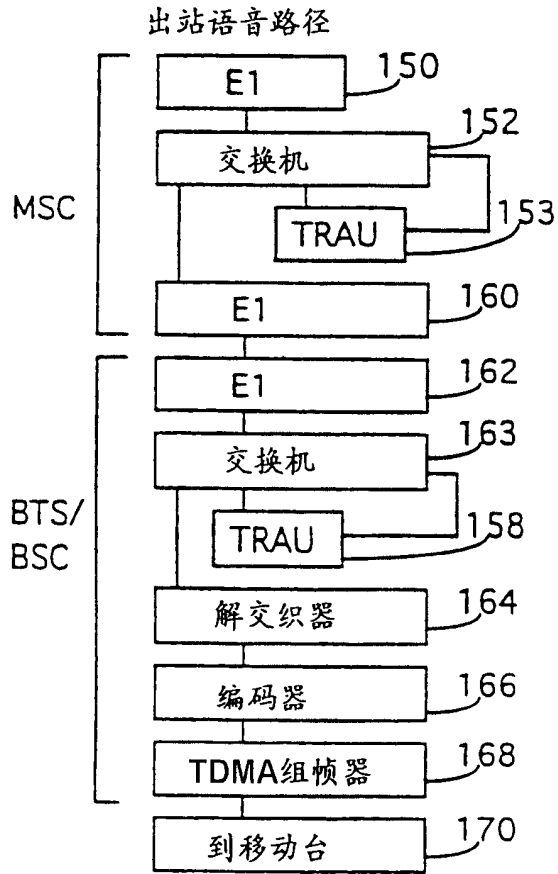 出站语音路径
E1 150
交换机 152
TRAU 153
MSC
E1 160
E1 162
交换机 163
BTS/
BSC
TRAU 158
解交织器 164
编码器 166
TDMA组帧器 168
到移动台 170